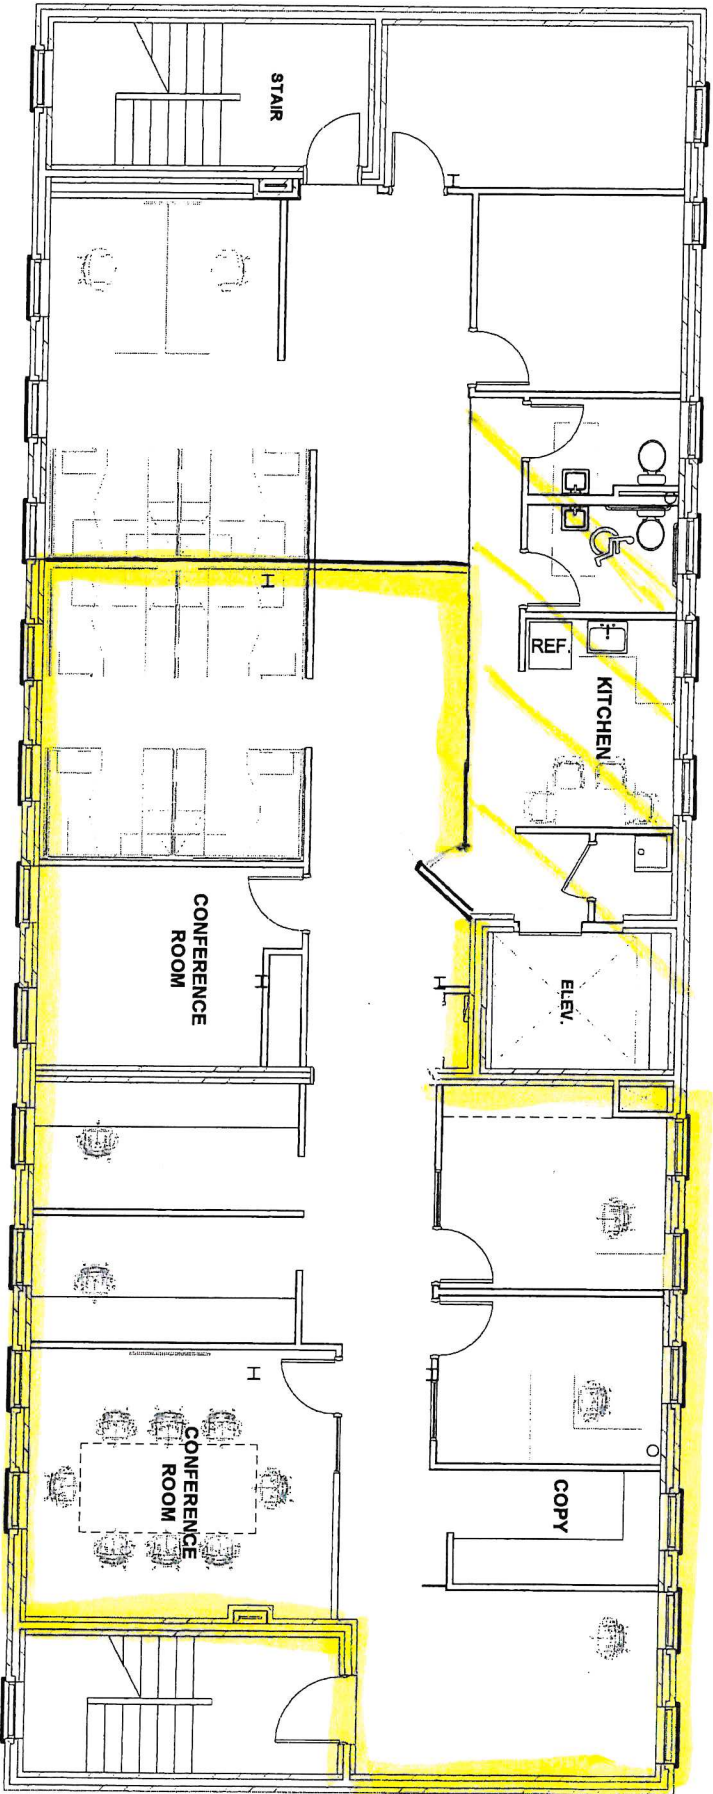 STAIR
REF.
KITCHEN
CONFERENCE
ROOM
ELEV.
CONFERENCE
ROOM
COPY